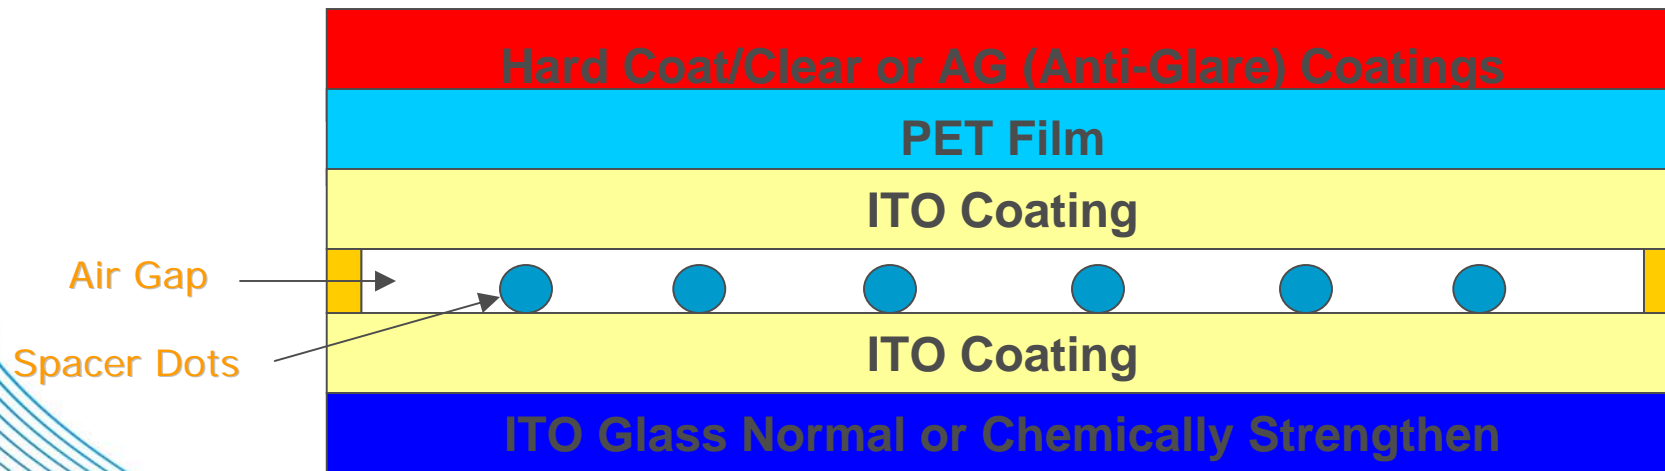 Hard Coat/Clear or AG (Anti-Glare) Coatings
PET Film
ITO Coating
Air Gap
Spacer Dots
ITO Coating
ITO Glass Normal or Chemically Strengthen